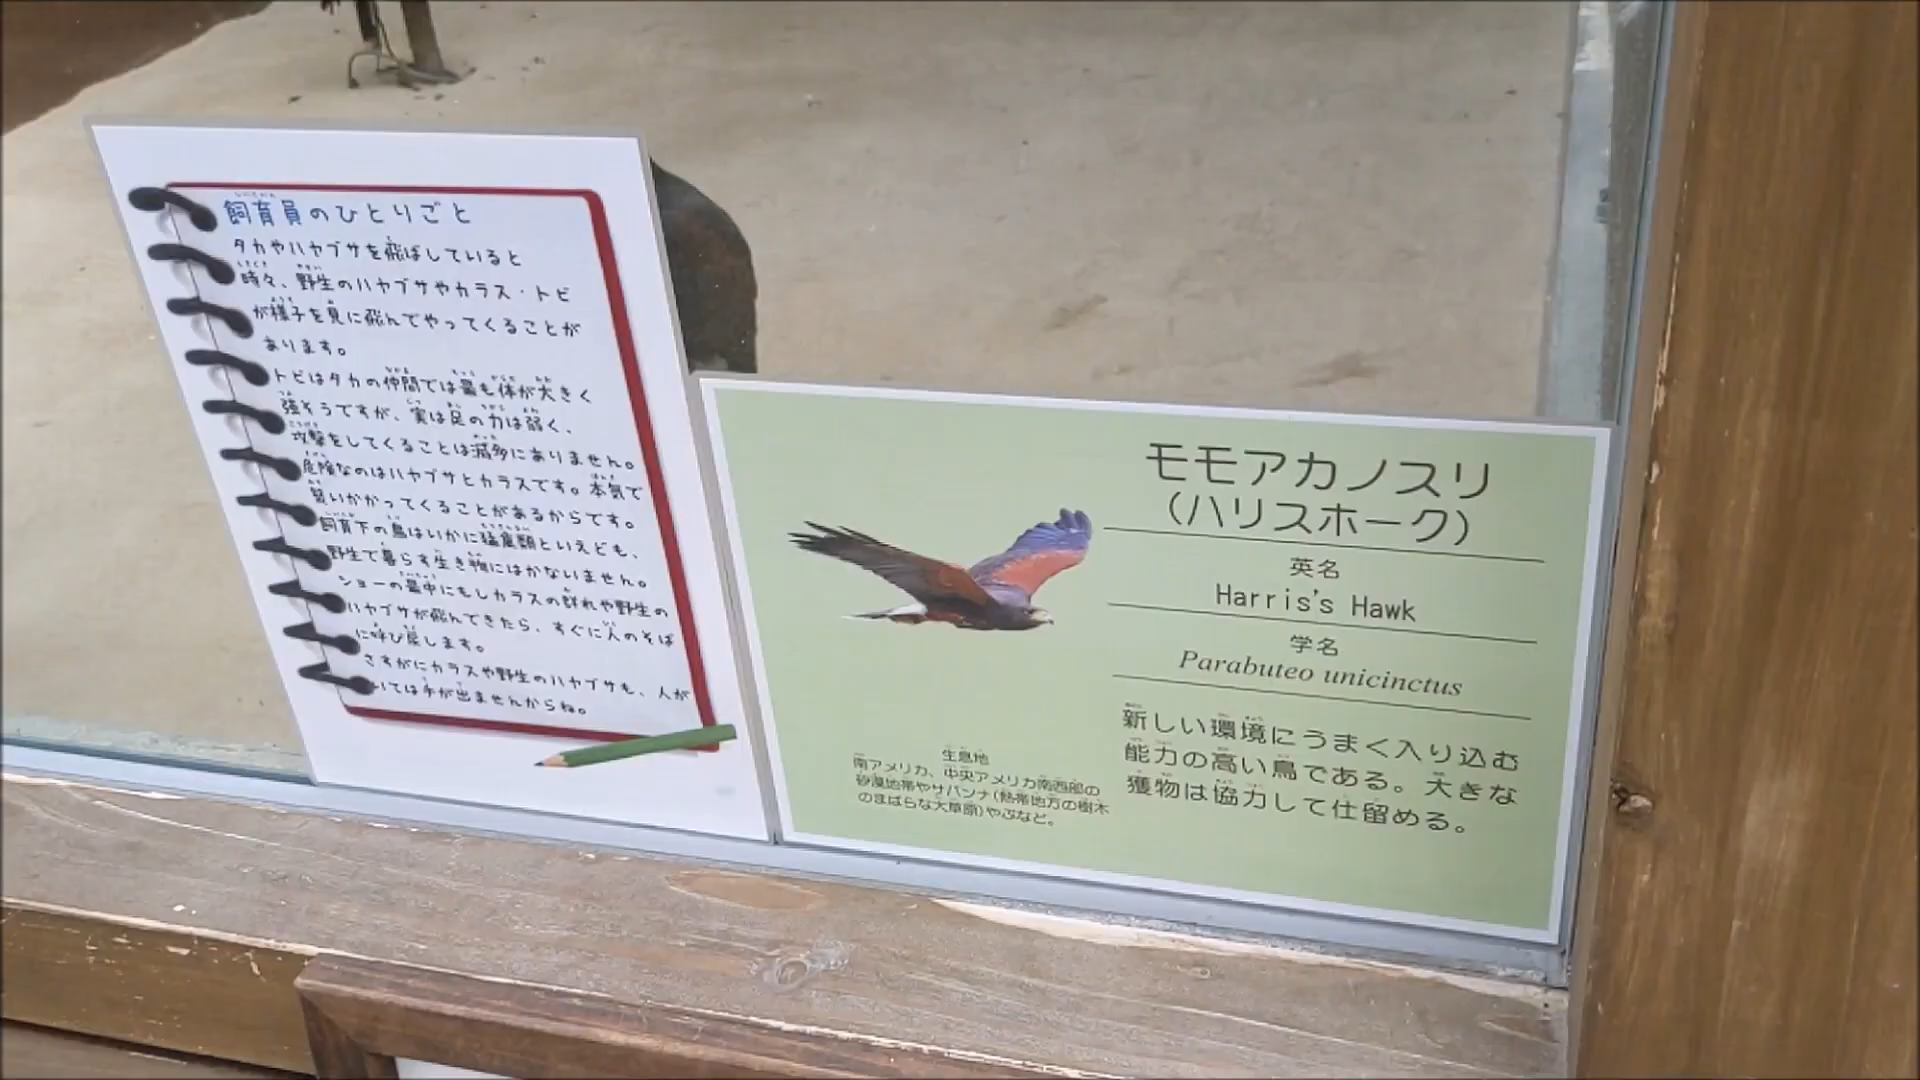 飼育員のひとりごと
タカやハヤブサを飛ばしていると
時々、野生のハヤブサやカラス・トビ
が様子を見に飛んでやってくることが
あります。
トビはタカの仲間では最も体が大きく
強そうですが、実は足の力は弱く、
攻撃をしてくることは滅多にありません。
危険なのはハヤブサとカラスです。本気で
襲いかかってくることがあるからです。
飼育下の鳥はいかに猛禽類といえども、
野生で暮らす生き物にはかないません。
ショーの最中にもしカラスの群れや野生の
ハヤブサが飛んできたら、すぐに人のそば
に呼び戻します。
さすがにカラスや野生のハヤブサも、人が
いては手が出ませんからね。
モモアカノスリ
(ハリスホーク)
英名
Harris's Hawk
学名
Parabuteo unicinctus
新しい環境にうまく入り込む
能力の高い鳥である。大きな
獲物は協力して仕留める。
生息地
南アメリカ、中央アメリカ南西部の
砂漠地帯やサバンナ(熱帯地方の樹木
のまばらな大草原)やぶなど。